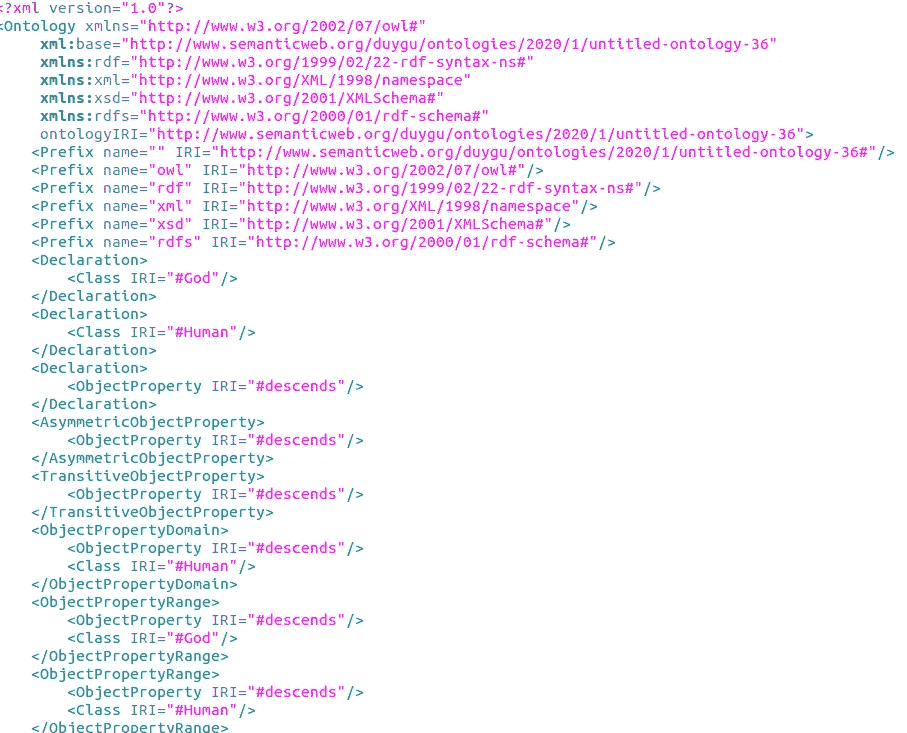 <?xml version="1.0"?>
<Ontology xmlns="http://www.w3.org/2002/07/owl#"
     xml:base="http://www.semanticweb.org/duygu/ontologies/2020/1/untitled-ontology-36"
     xmlns:rdf="http://www.w3.org/1999/02/22-rdf-syntax-ns#"
     xmlns:xml="http://www.w3.org/XML/1998/namespace"
     xmlns:xsd="http://www.w3.org/2001/XMLSchema#"
     xmlns:rdfs="http://www.w3.org/2000/01/rdf-schema#"
     ontologyIRI="http://www.semanticweb.org/duygu/ontologies/2020/1/untitled-ontology-36">
    <Prefix name="" IRI="http://www.semanticweb.org/duygu/ontologies/2020/1/untitled-ontology-36#"/>
    <Prefix name="owl" IRI="http://www.w3.org/2002/07/owl#"/>
    <Prefix name="rdf" IRI="http://www.w3.org/1999/02/22-rdf-syntax-ns#"/>
    <Prefix name="xml" IRI="http://www.w3.org/XML/1998/namespace"/>
    <Prefix name="xsd" IRI="http://www.w3.org/2001/XMLSchema#"/>
    <Prefix name="rdfs" IRI="http://www.w3.org/2000/01/rdf-schema#"/>
    <Declaration>
        <Class IRI="#God"/>
    </Declaration>
    <Declaration>
        <Class IRI="#Human"/>
    </Declaration>
    <Declaration>
        <ObjectProperty IRI="#descends"/>
    </Declaration>
    <AsymmetricObjectProperty>
        <ObjectProperty IRI="#descends"/>
    </AsymmetricObjectProperty>
    <TransitiveObjectProperty>
        <ObjectProperty IRI="#descends"/>
    </TransitiveObjectProperty>
    <ObjectPropertyDomain>
        <ObjectProperty IRI="#descends"/>
        <Class IRI="#Human"/>
    </ObjectPropertyDomain>
    <ObjectPropertyRange>
        <ObjectProperty IRI="#descends"/>
        <Class IRI="#God"/>
    </ObjectPropertyRange>
    <ObjectPropertyRange>
        <ObjectProperty IRI="#descends"/>
        <Class IRI="#Human"/>
    </ObjectPropertyRange>